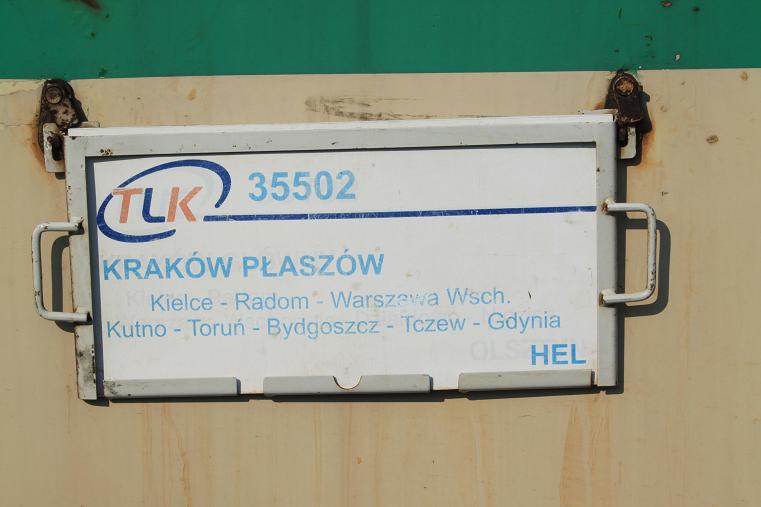 TLK 35502
KRAKÓW PŁASZÓW
Kielce - Radom - Warszawa Wsch.
Kutno - Toruń - Bydgoszcz - Tczew - Gdynia
HEL